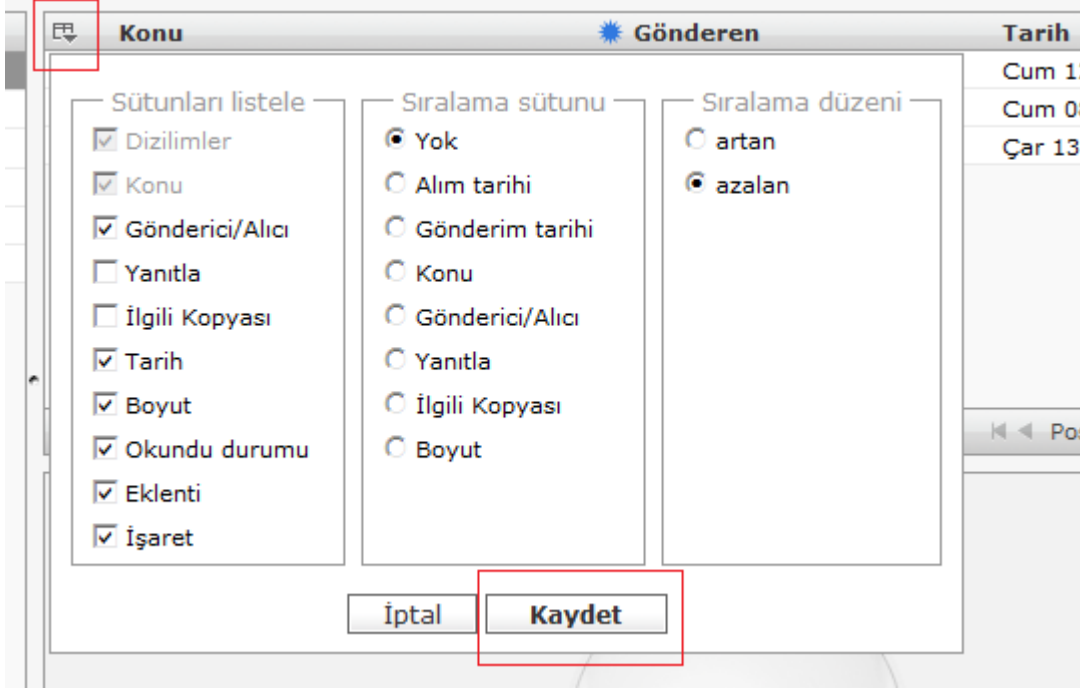 Konu Gönderen Tarih
Cum
Cum
Çar 13
Sütunları listele
Dizilimler
Konu
Gönderici/Alıcı
Yanıtla
İlgili Kopyası
Tarih
Boyut
Okundu durumu
Eklenti
İşaret
Sıralama sütunu
Yok
Alım tarihi
Gönderim tarihi
Konu
Gönderici/Alıcı
Yanıtla
İlgili Kopyası
Boyut
Sıralama düzeni
artan
azalan
İptal Kaydet